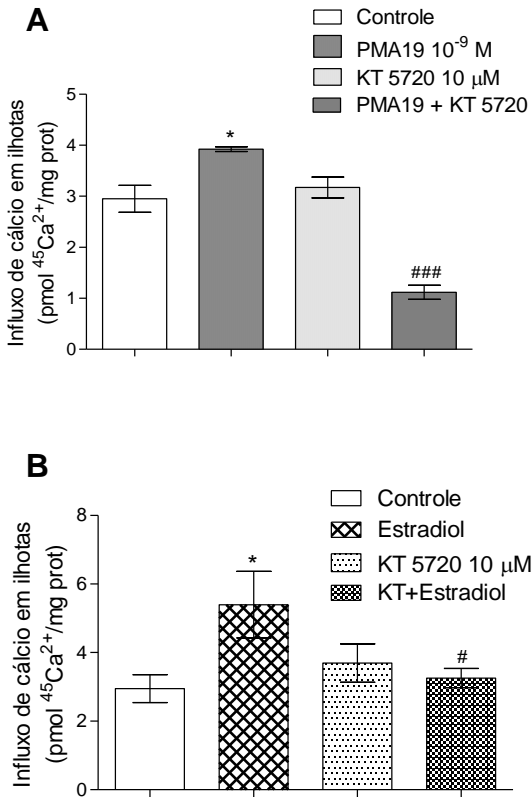 A
Controle
PMA19 10⁻⁹ M
KT 5720 10 µM
PMA19 + KT 5720
Influxo de cálcio em ilhotas
(pmol ⁴⁵Ca²⁺/mg prot)
5
4
3
2
1
0
*
###
B
Controle
Estradiol
KT 5720 10 µM
KT+Estradiol
Influxo de cálcio em ilhotas
(pmol ⁴⁵Ca²⁺/mg prot)
8
6
4
2
0
*
#